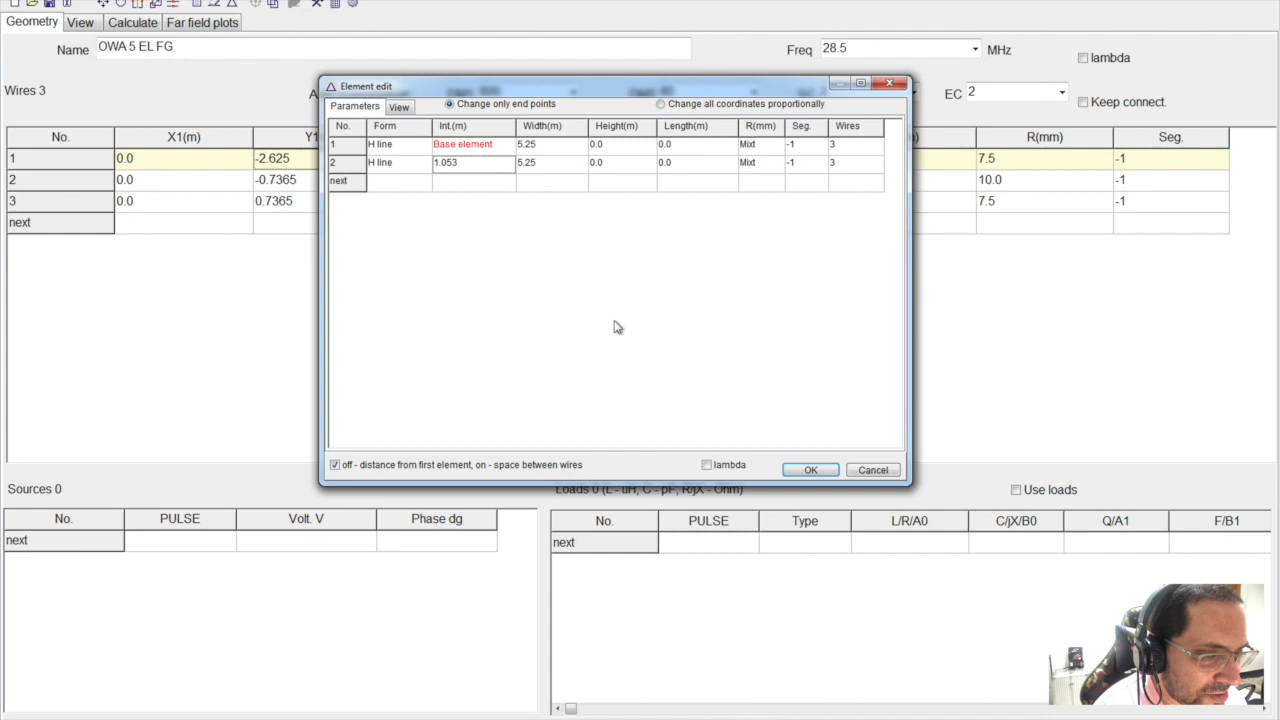 Geometry View Calculate Far field plots
Name OWA 5 EL FG Freq 28.5 MHz lambda
Wires 3 EC 2 Keep connect.
No. X1(m) R(mm) Seg.
1 0.0 -2.625 7.5 -1
2 0.0 -0.7365 10.0 -1
3 0.0 0.7365 7.5 -1
next
Element edit
Parameters View Change only end points Change all coordinates proportionally
No. Form Int.(m) Width(m) Height(m) Length(m) R(mm) Seg. Wires
1 H line Base element 5.25 0.0 0.0 Mixt -1 3
2 H line 1.053 5.25 0.0 0.0 Mixt -1 3
next
off - distance from first element, on - space between wires lambda OK Cancel
Sources 0 Loads 0 (L - uH, C - pF, R/jX - Ohm) Use loads
No. PULSE Volt. V Phase dg
next
No. PULSE Type L/R/A0 C/jX/B0 Q/A1 F/B1
next